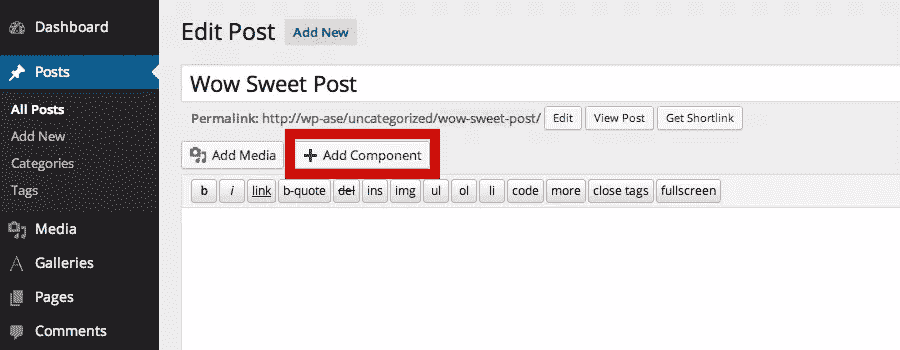 Dashboard
Posts
All Posts
Add New
Categories
Tags
Media
Galleries
Pages
Comments
Edit Post Add New
Wow Sweet Post
Permalink: http://wp-ase/uncategorized/wow-sweet-post/ Edit View Post Get Shortlink
Add Media + Add Component
b i link b-quote del ins img ul ol li code more close tags fullscreen